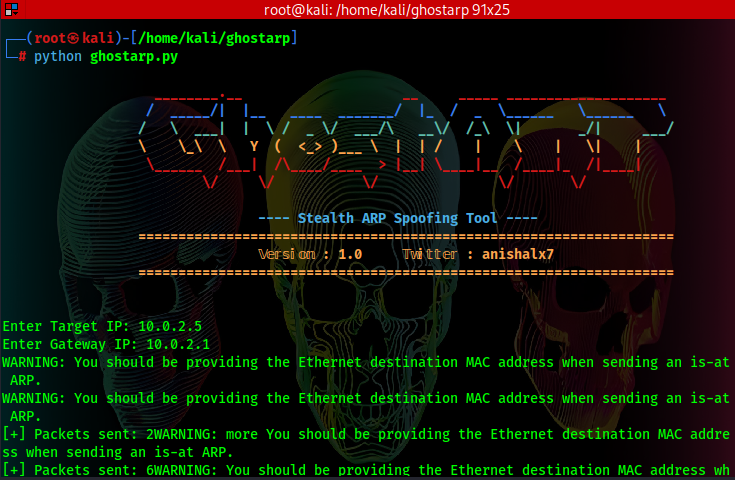 root@kali: /home/kali/ghostarp 91x25
┌──(root㉿kali)-[/home/kali/ghostarp]
└─# python ghostarp.py
---- Stealth ARP Spoofing Tool ----
===================================================================
𝕍𝕖𝕣𝕤𝕚𝕠𝕟 : 1.0     𝕋𝕨𝕚𝕥𝕥𝕖𝕣 : anishalx7
===================================================================
Enter Target IP: 10.0.2.5
Enter Gateway IP: 10.0.2.1
WARNING: You should be providing the Ethernet destination MAC address when sending an is-at
 ARP.
WARNING: You should be providing the Ethernet destination MAC address when sending an is-at
 ARP.
[+] Packets sent: 2WARNING: more You should be providing the Ethernet destination MAC addre
ss when sending an is-at ARP.
[+] Packets sent: 6WARNING: You should be providing the Ethernet destination MAC address wh